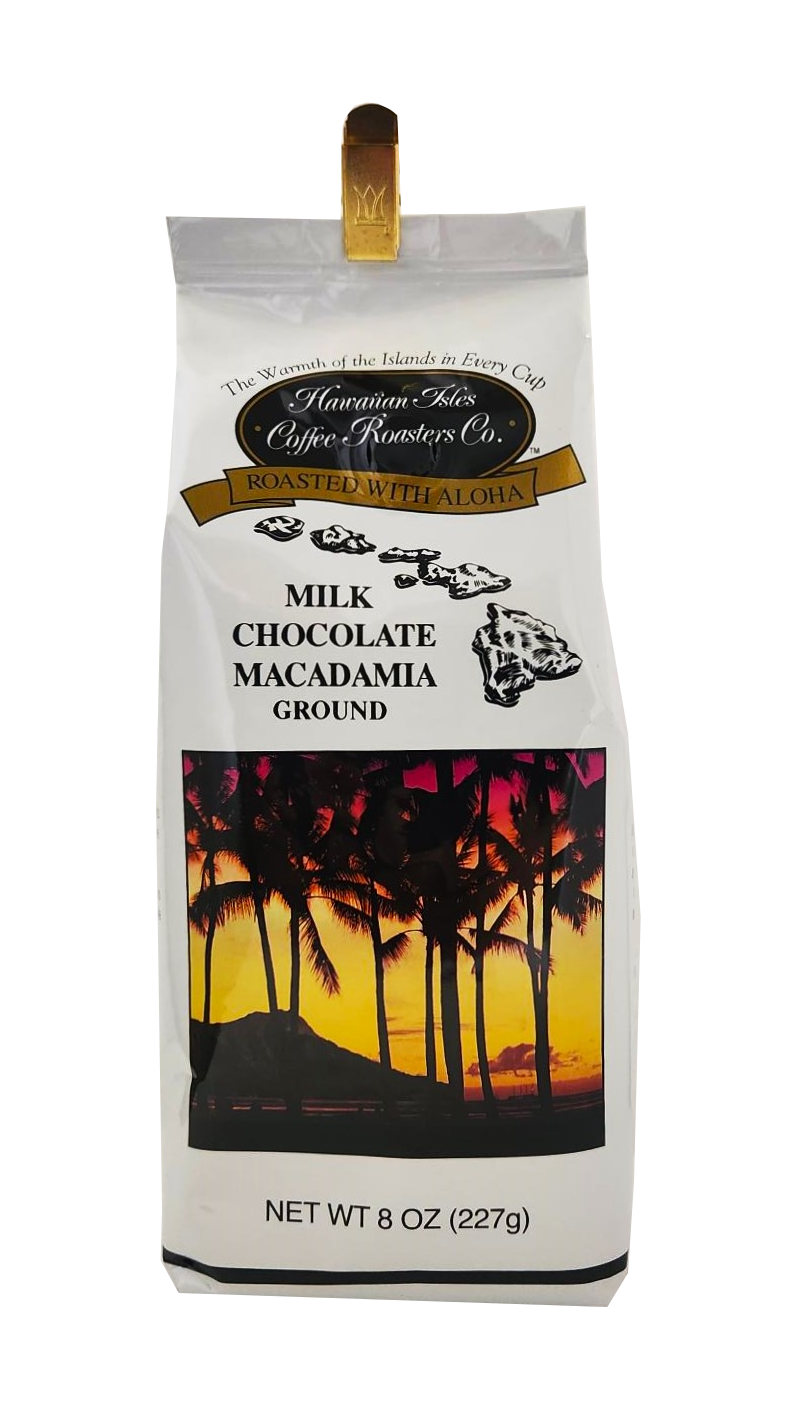 The Warmth of the Islands in Every Cup
Hawaiian Isles
Coffee Roasters Co.
TM
ROASTED WITH ALOHA
MILK
CHOCOLATE
MACADAMIA
GROUND
NET WT 8 OZ (227g)